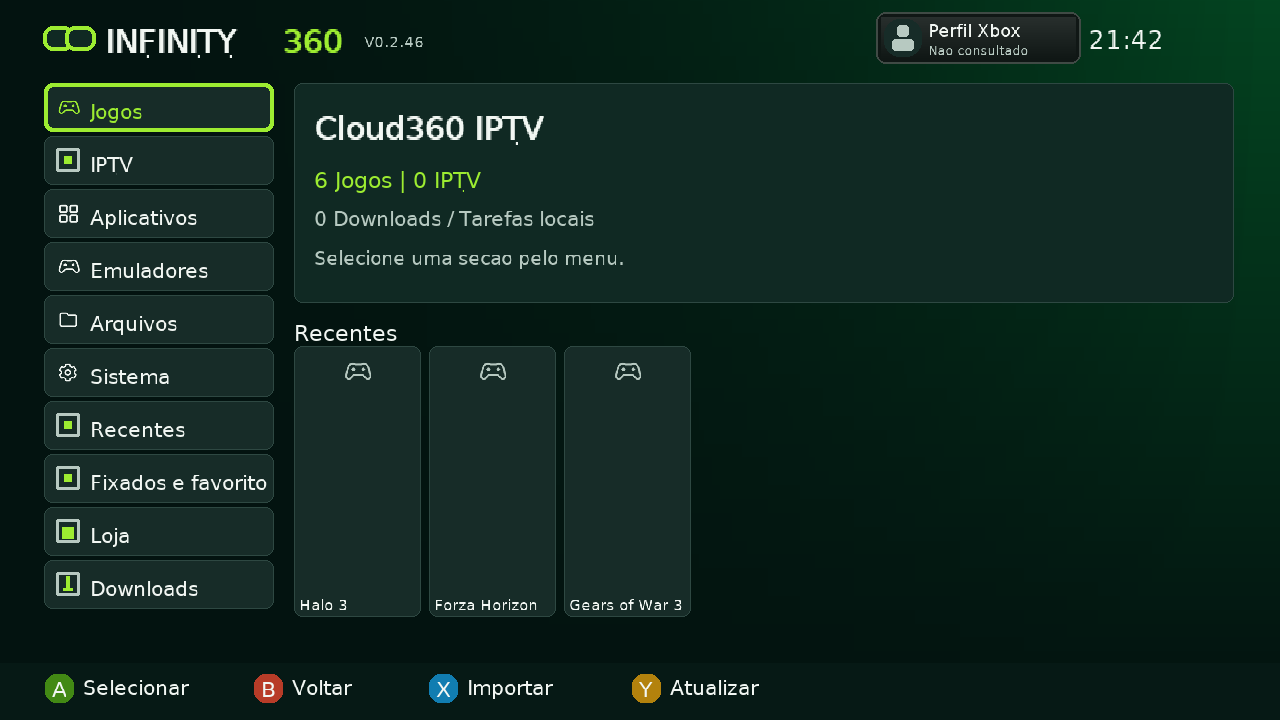 INFINITY 360 V0.2.46
Perfil Xbox
Nao consultado
21:42
Jogos
IPTV
Aplicativos
Emuladores
Arquivos
Sistema
Recentes
Fixados e favorito
Loja
Downloads
Cloud360 IPTV
6 Jogos | 0 IPTV
0 Downloads / Tarefas locais
Selecione uma secao pelo menu.
Recentes
Halo 3
Forza Horizon
Gears of War 3
A Selecionar
B Voltar
X Importar
Y Atualizar